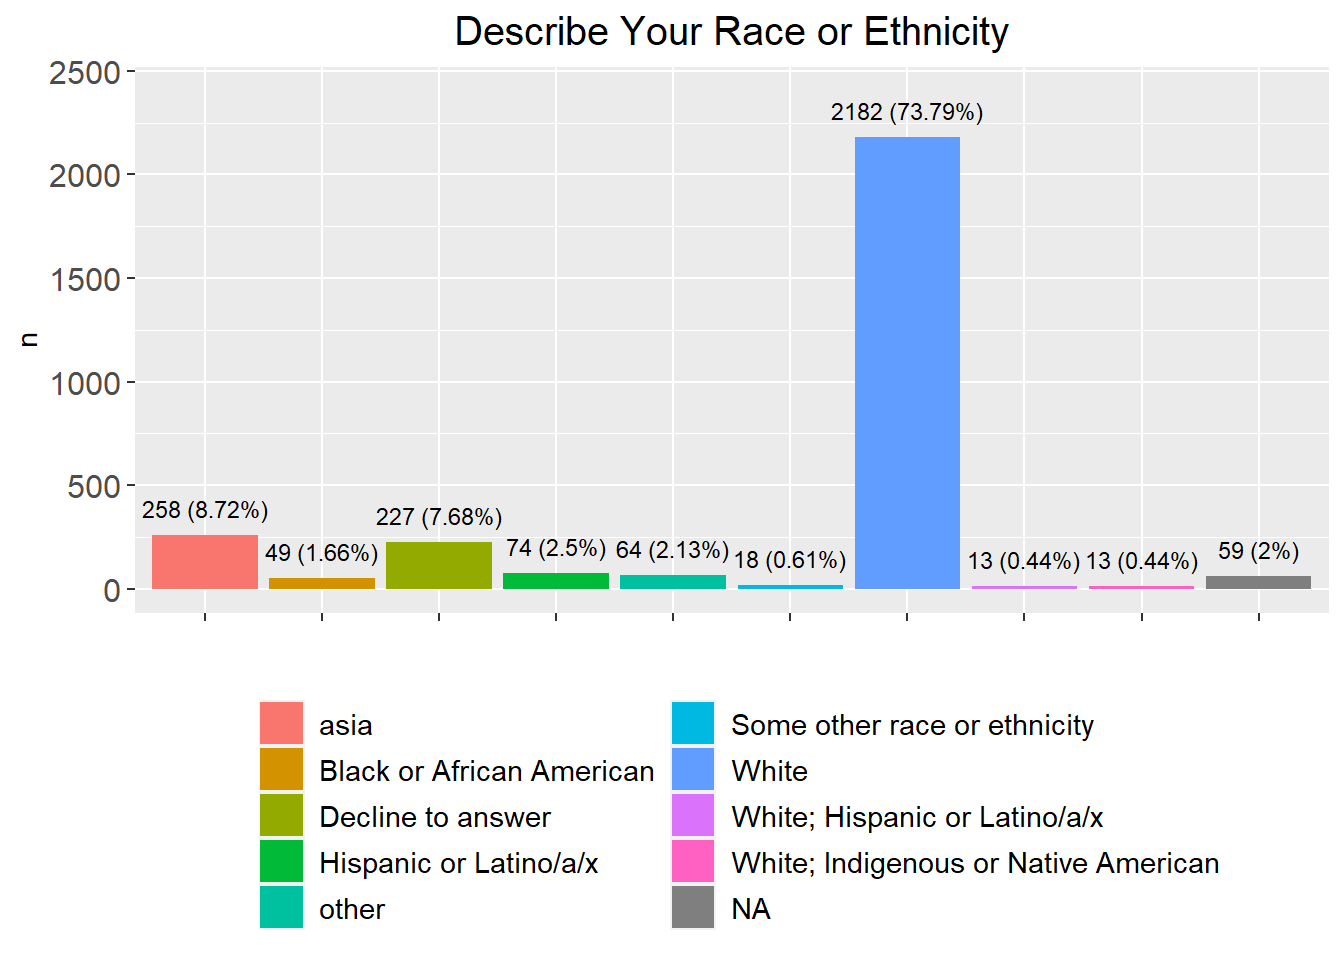 Describe Your Race or Ethnicity
2500
2000
1500
1000
500
0
n
2182 (73.79%)
258 (8.72%)
49 (1.66%)
227 (7.68%)
74 (2.5%)
64 (2.13%)
18 (0.61%)
13 (0.44%)
13 (0.44%)
59 (2%)
asia
Black or African American
Decline to answer
Hispanic or Latino/a/x
other
Some other race or ethnicity
White
White; Hispanic or Latino/a/x
White; Indigenous or Native American
NA